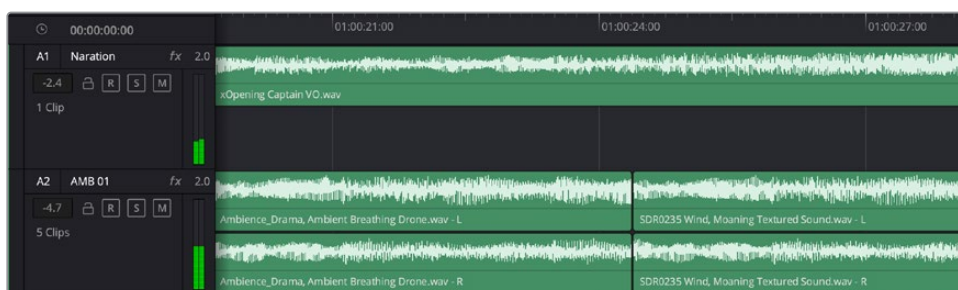 00:00:00:00 01:00:21:00 01:00:24:00 01:00:27:00
A1 Naration fx 2.0
-2.4 R S M
xOpening Captain VO.wav
1 Clip
A2 AMB 01 fx 2.0
-4.7 R S M
Ambience_Drama, Ambient Breathing Drone.wav - L SDR0235 Wind, Moaning Textured Sound.wav - L
5 Clips
Ambience_Drama, Ambient Breathing Drone.wav - R SDR0235 Wind, Moaning Textured Sound.wav - R